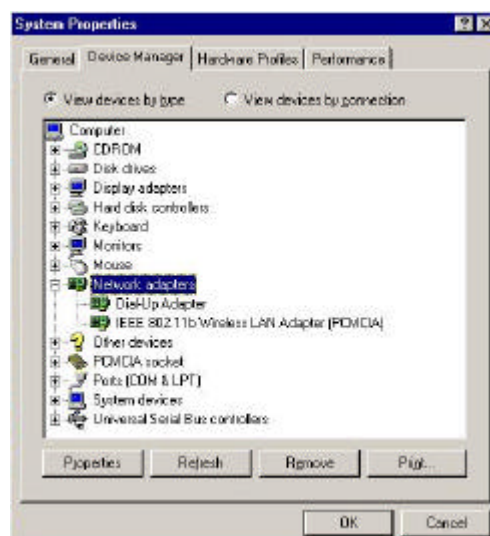 System Properties
General Device Manager Hardware Profiles Performance
View devices by type View devices by connection
Computer
CDROM
Disk drives
Display adapters
Hard disk controllers
Keyboard
Monitors
Mouse
Network adapters
Dial-Up Adapter
IEEE 802.11b Wireless LAN Adapter (PCMCIA)
Other devices
PCMCIA socket
Ports (COM & LPT)
System devices
Universal Serial Bus controllers
Properties Refresh Remove Print...
OK Cancel